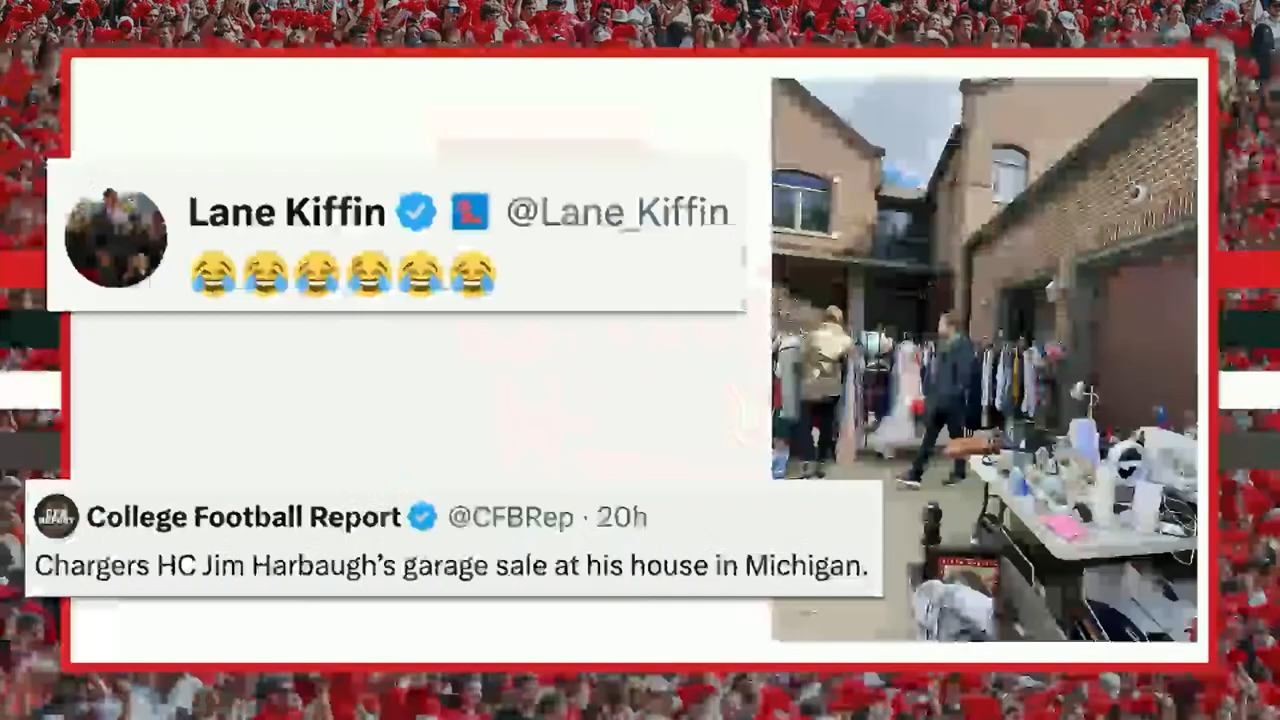 Lane Kiffin @Lane_Kiffin
😂😂😂😂😂😂
College Football Report @CFBRep · 20h
Chargers HC Jim Harbaugh's garage sale at his house in Michigan.